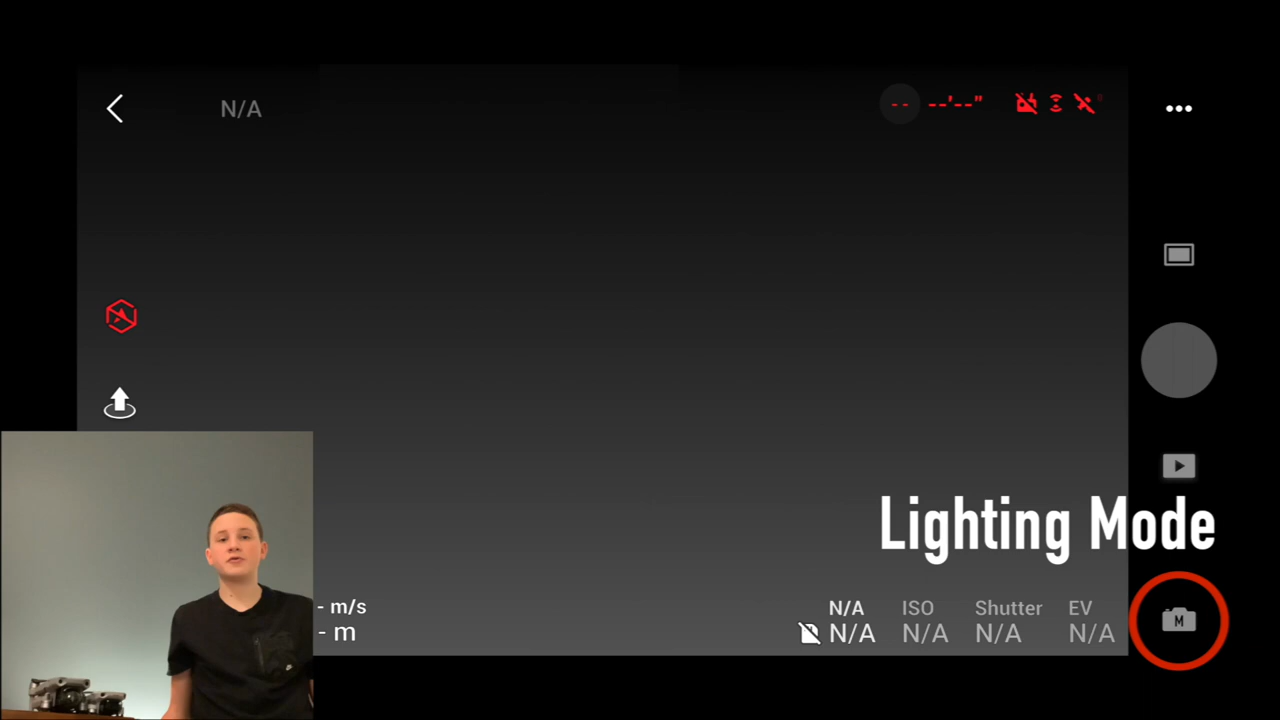 N/A
-- --'--"
Lighting Mode
- m/s
- m
N/A ISO Shutter EV
N/A N/A N/A N/A
M